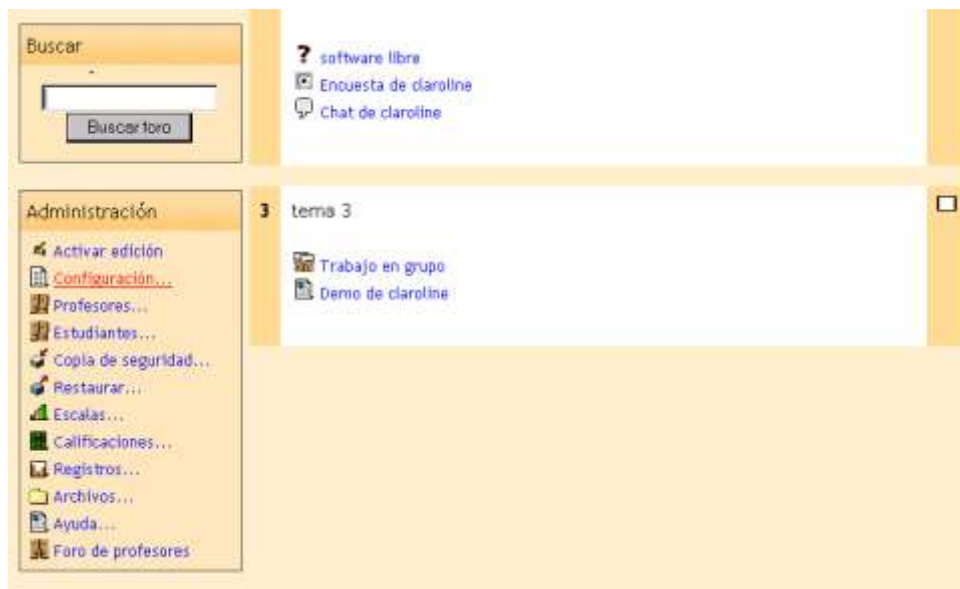 Buscar
Buscar foro
Administración
Activar edición
Configuración...
Profesores...
Estudiantes...
Copia de seguridad...
Restaurar...
Escalas...
Calificaciones...
Registros...
Archivos...
Ayuda...
Foro de profesores
? software libre
Encuesta de claroline
Chat de claroline
3 tema 3
Trabajo en grupo
Demo de claroline